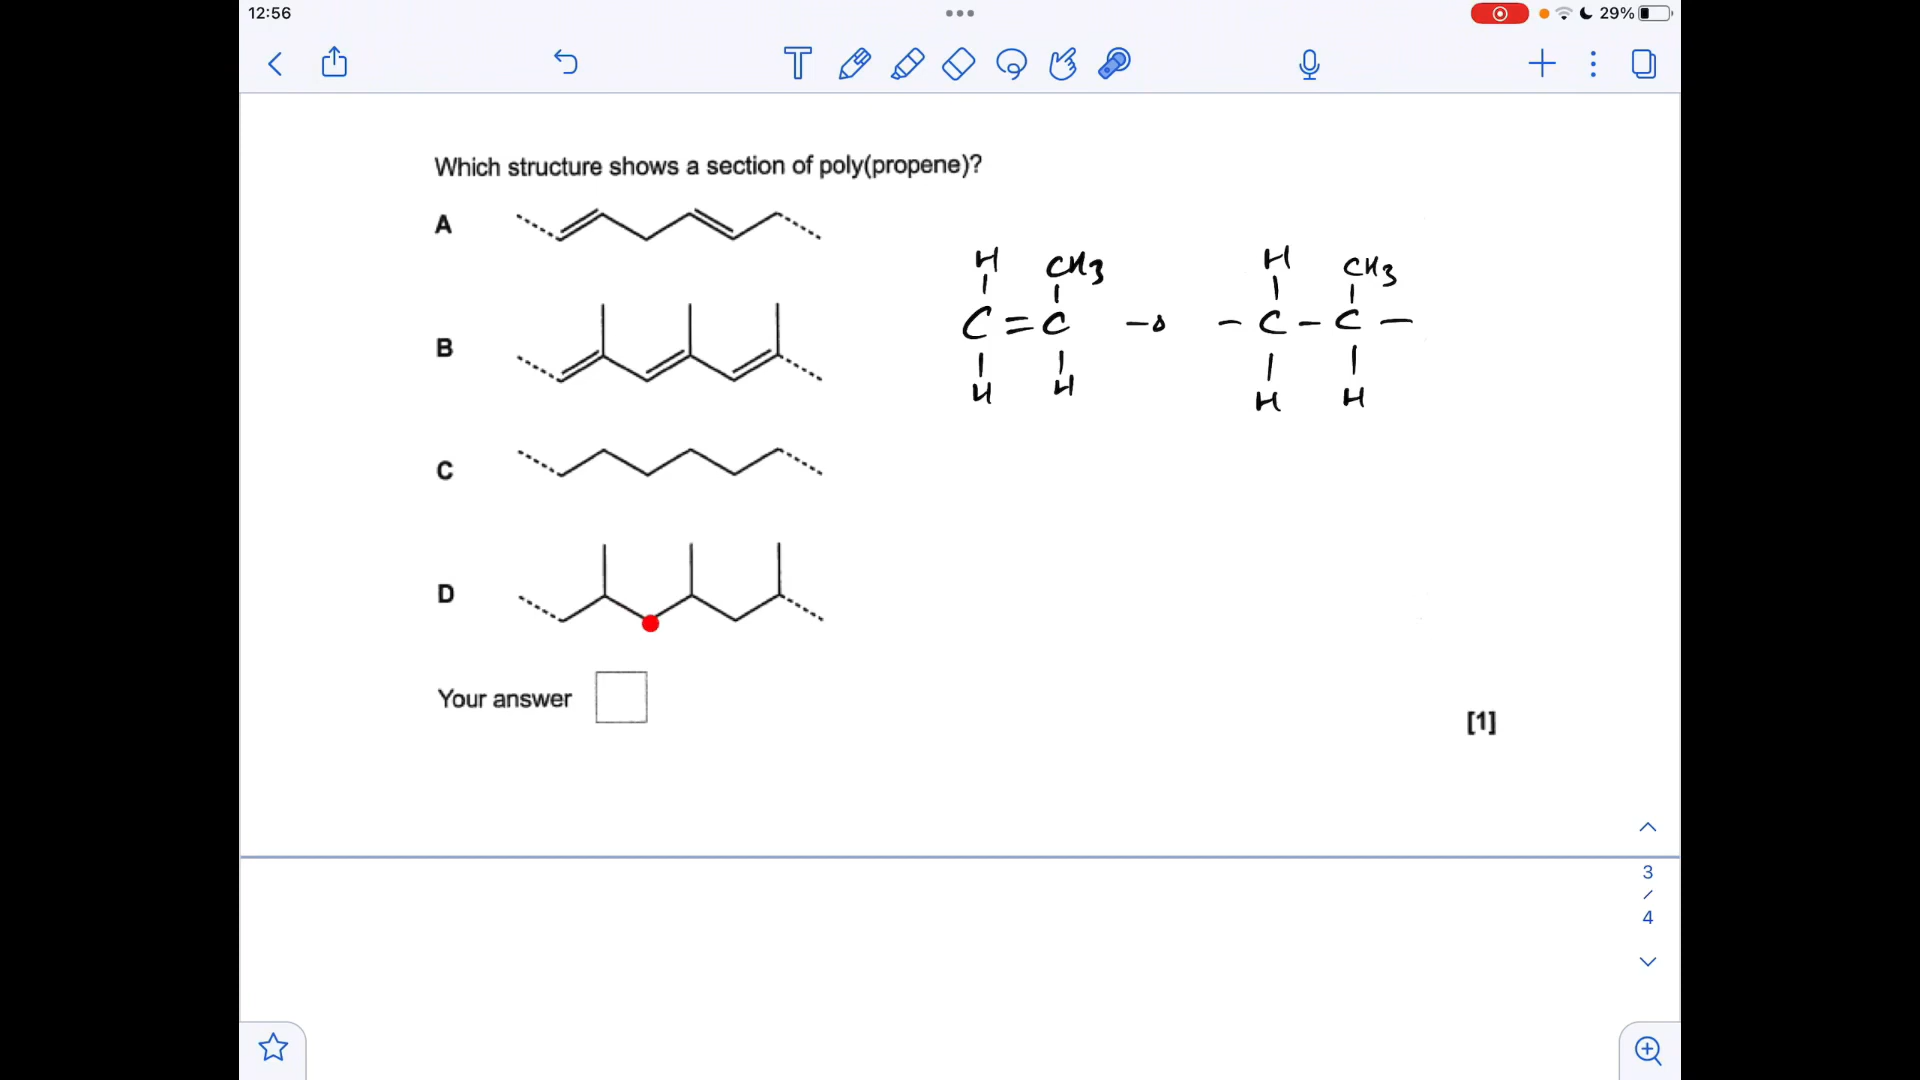 12:56
29%
Which structure shows a section of poly(propene)?
A
B
C
D
H CH3 H CH3
C=C → -C-C-
H H H H
Your answer
[1]
3
/
4